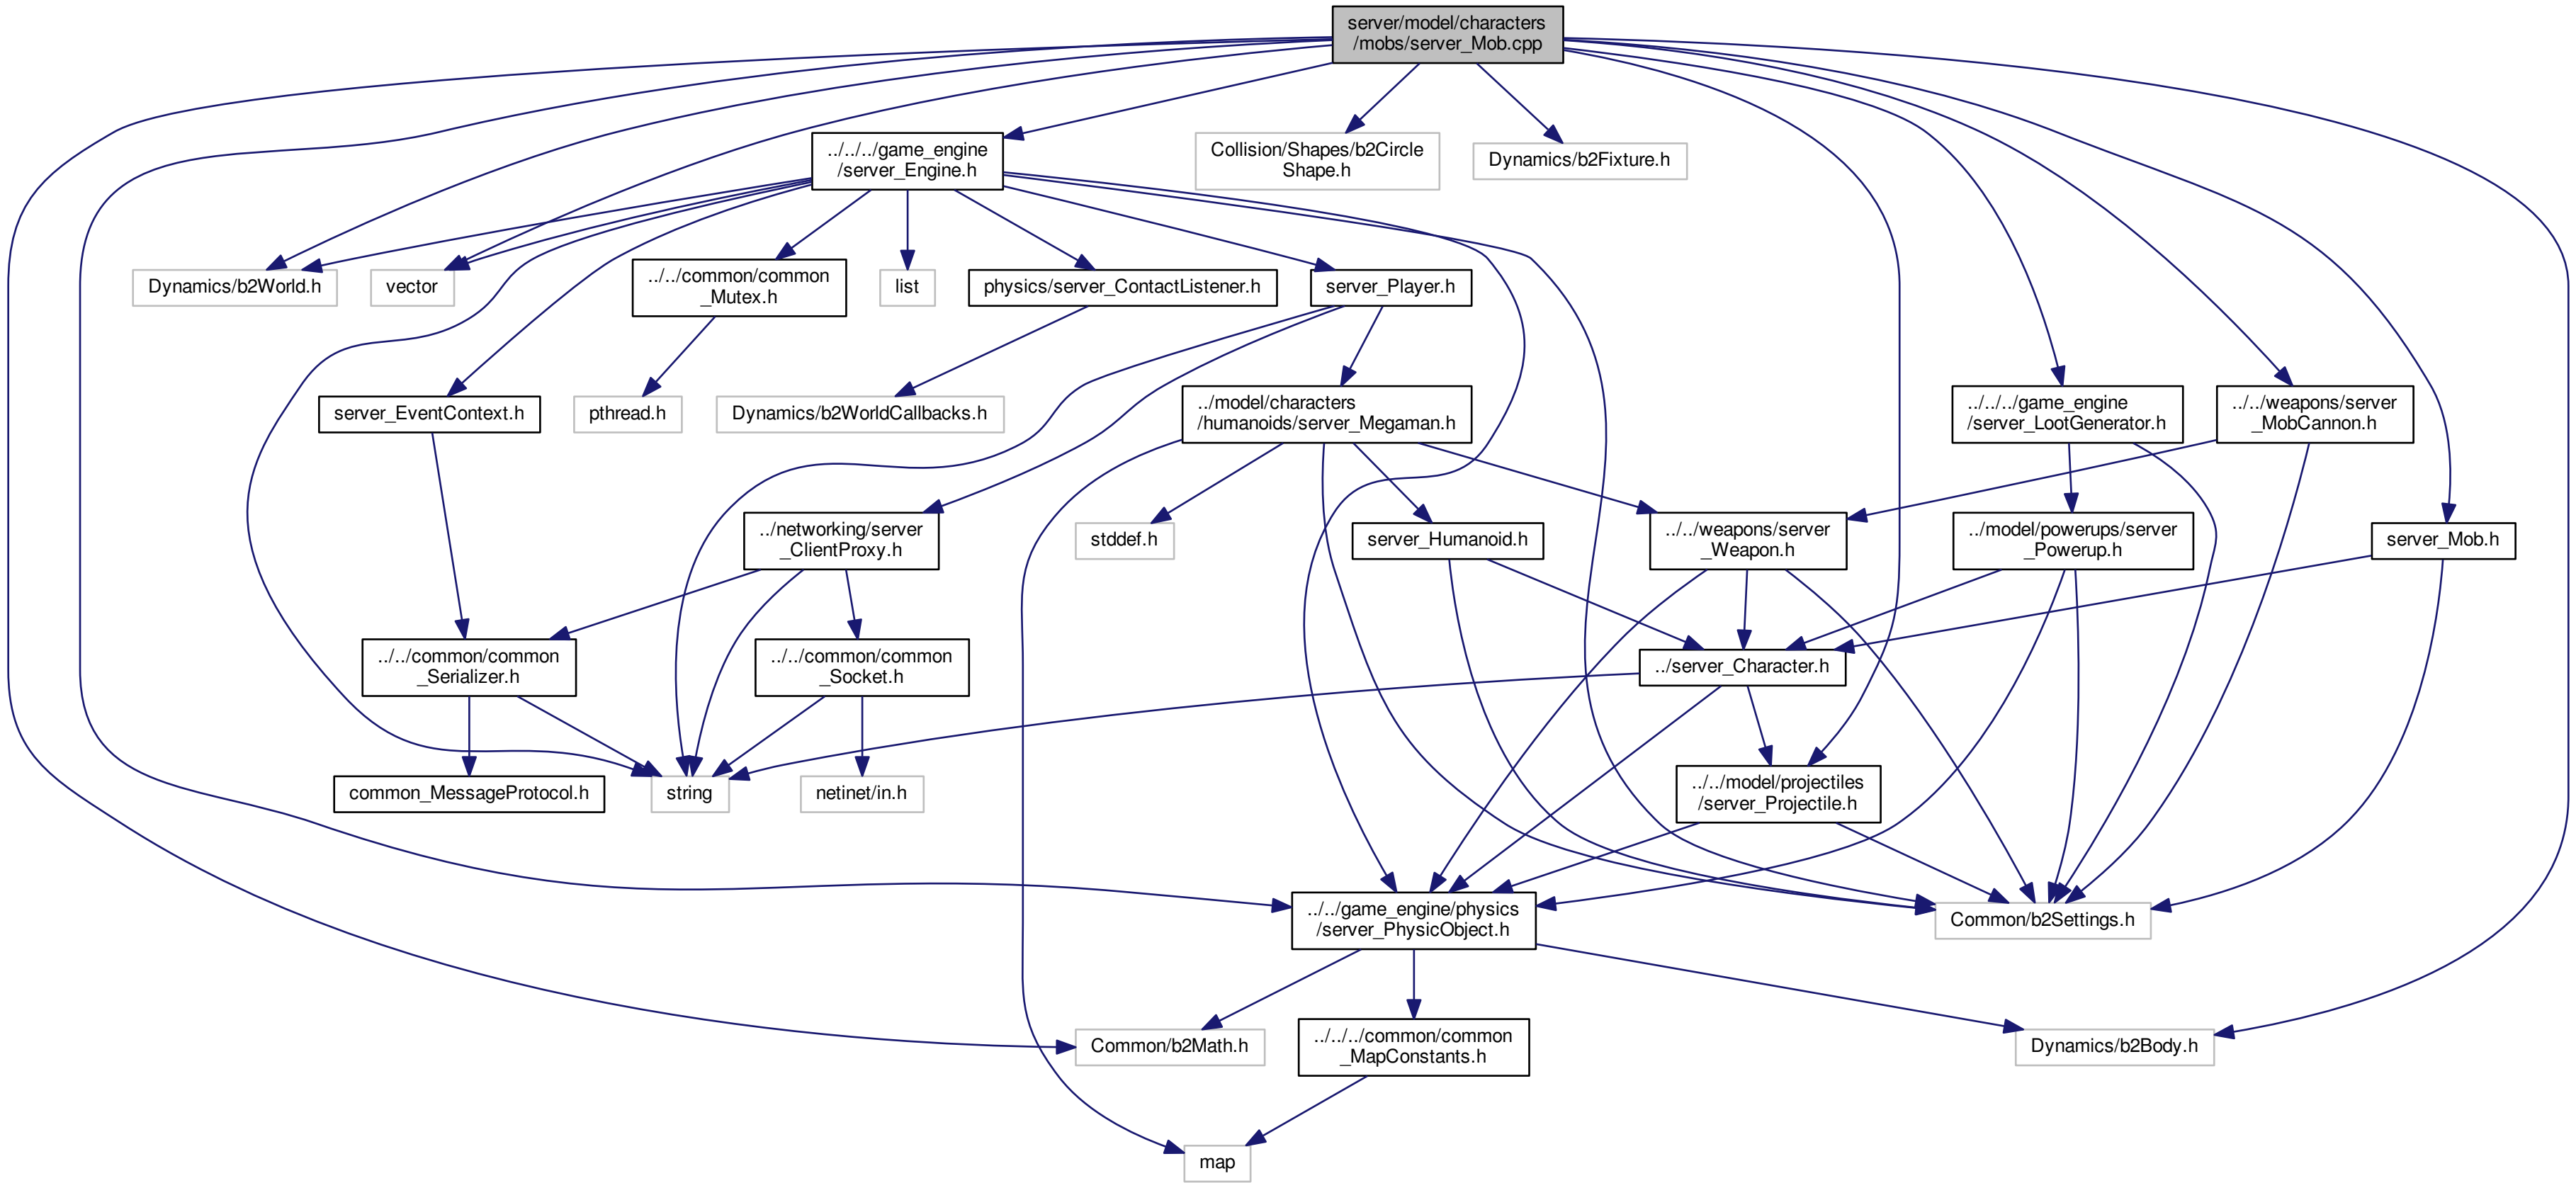 server/model/characters
/mobs/server_Mob.cpp
../../../game_engine
/server_Engine.h
Collision/Shapes/b2Circle
Shape.h
Dynamics/b2Fixture.h
Dynamics/b2World.h
vector
../../common/common
_Mutex.h
list
physics/server_ContactListener.h
server_Player.h
server_EventContext.h
pthread.h
Dynamics/b2WorldCallbacks.h
../model/characters
/humanoids/server_Megaman.h
../../../game_engine
/server_LootGenerator.h
../../weapons/server
_MobCannon.h
../networking/server
_ClientProxy.h
stddef.h
server_Humanoid.h
../../weapons/server
_Weapon.h
../model/powerups/server
_Powerup.h
server_Mob.h
../../common/common
_Serializer.h
../../common/common
_Socket.h
../server_Character.h
common_MessageProtocol.h
string
netinet/in.h
../../model/projectiles
/server_Projectile.h
../../game_engine/physics
/server_PhysicObject.h
Common/b2Settings.h
Common/b2Math.h
../../../common/common
_MapConstants.h
Dynamics/b2Body.h
map